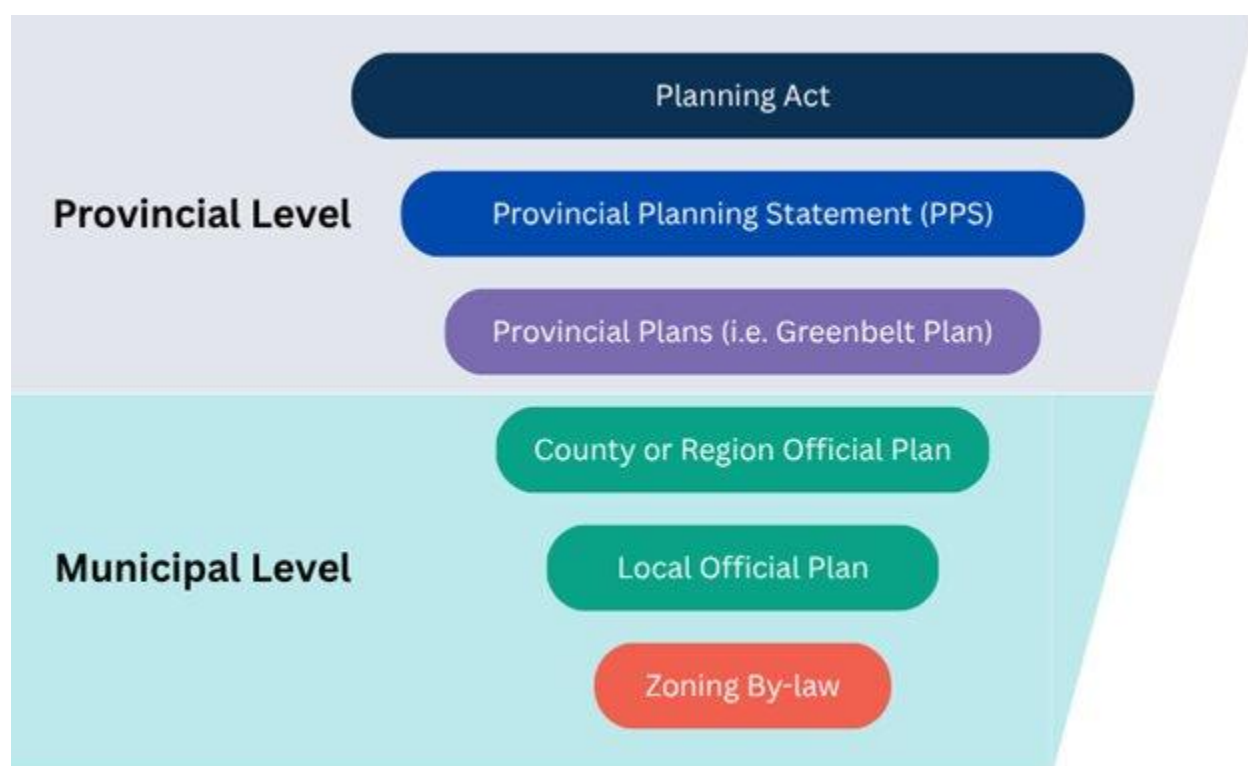 Planning Act
Provincial Level
Provincial Planning Statement (PPS)
Provincial Plans (i.e. Greenbelt Plan)
County or Region Official Plan
Municipal Level
Local Official Plan
Zoning By-law